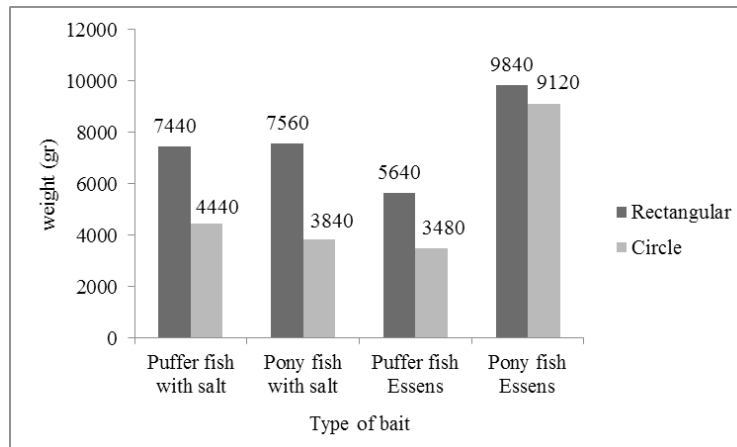 12000
10000
8000
6000
4000
2000
0
weight (gr)
7440
4440
7560
3840
5640
3480
9840
9120
Rectangular
Circle
Puffer fish
with salt
Pony fish
with salt
Puffer fish
Essens
Pony fish
Essens
Type of bait